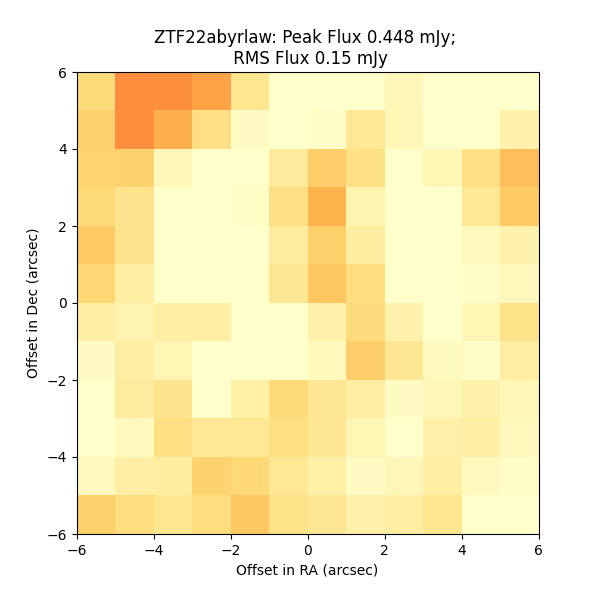 ZTF22abyrlaw: Peak Flux 0.448 mJy;
RMS Flux 0.15 mJy
6
4
2
0
−2
−4
−6
Offset in Dec (arcsec)
−6 −4 −2 0 2 4 6
Offset in RA (arcsec)